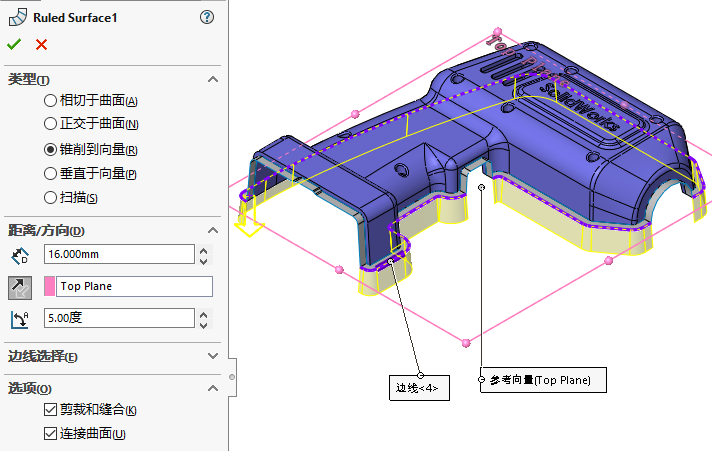 Ruled Surface1
类型(T)
相切于曲面(A)
正交于曲面(N)
锥削到向量(R)
垂直于向量(P)
扫描(S)
距离/方向(D)
16.000mm
Top Plane
5.00度
边线选择(E)
选项(O)
剪裁和缝合(K)
连接曲面(U)
Top Plane
SolidWorks
边线<4>
参考向量(Top Plane)